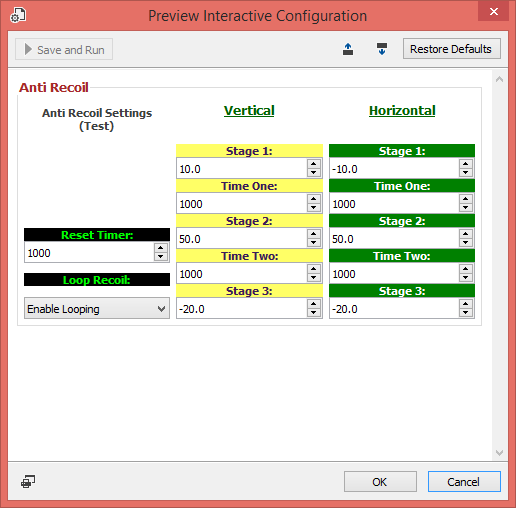 Preview Interactive Configuration
Save and Run
Restore Defaults
Anti Recoil
Anti Recoil Settings
(Test)
Vertical
Horizontal
Stage 1:
Stage 1:
10.0
-10.0
Time One:
Time One:
1000
1000
Reset Timer:
Stage 2:
Stage 2:
1000
50.0
50.0
Time Two:
Time Two:
Loop Recoil:
1000
1000
Stage 3:
Stage 3:
Enable Looping
-20.0
-20.0
OK
Cancel